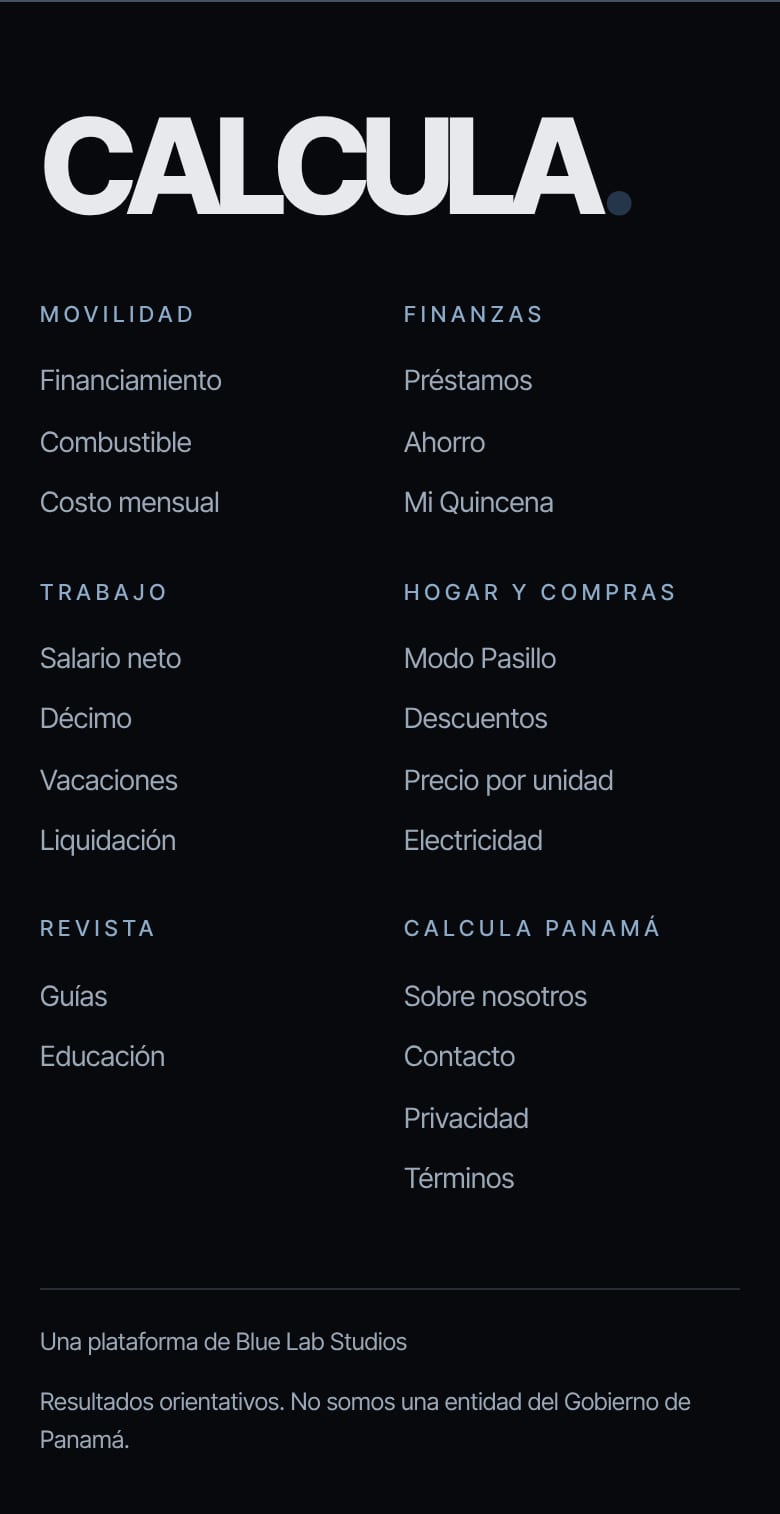 CALCULA.
MOVILIDAD
Financiamiento
Combustible
Costo mensual
FINANZAS
Préstamos
Ahorro
Mi Quincena
TRABAJO
Salario neto
Décimo
Vacaciones
Liquidación
HOGAR Y COMPRAS
Modo Pasillo
Descuentos
Precio por unidad
Electricidad
REVISTA
Guías
Educación
CALCULA PANAMÁ
Sobre nosotros
Contacto
Privacidad
Términos
Una plataforma de Blue Lab Studios
Resultados orientativos. No somos una entidad del Gobierno de
Panamá.